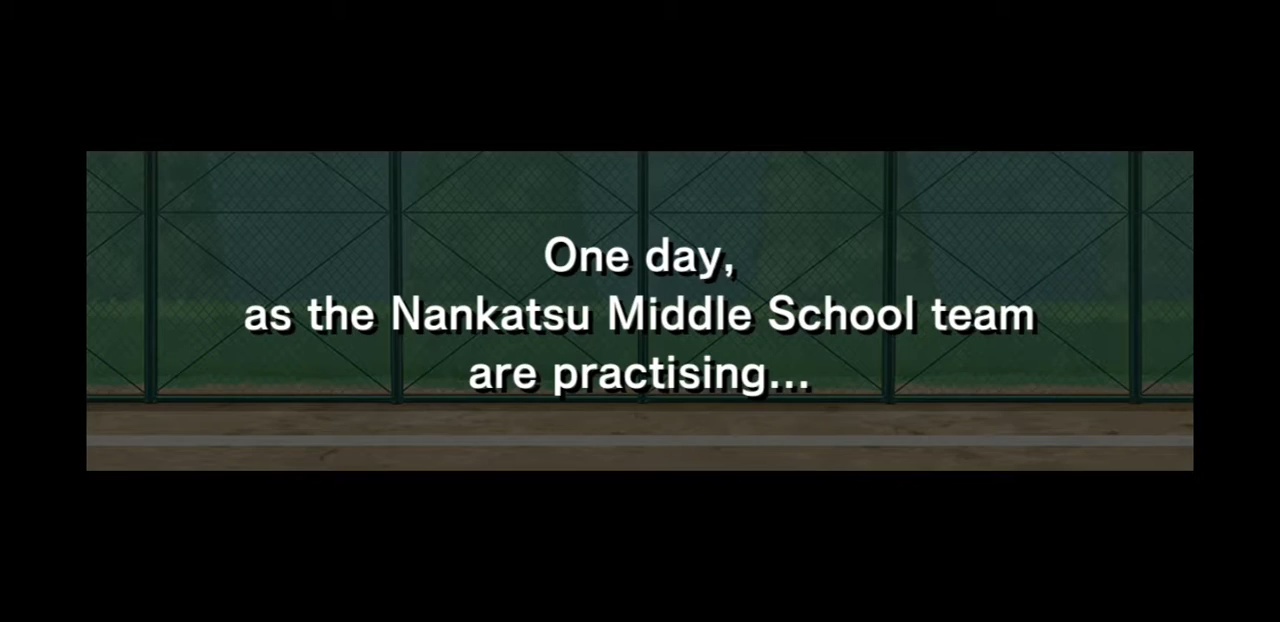 One day,
as the Nankatsu Middle School team
are practising...